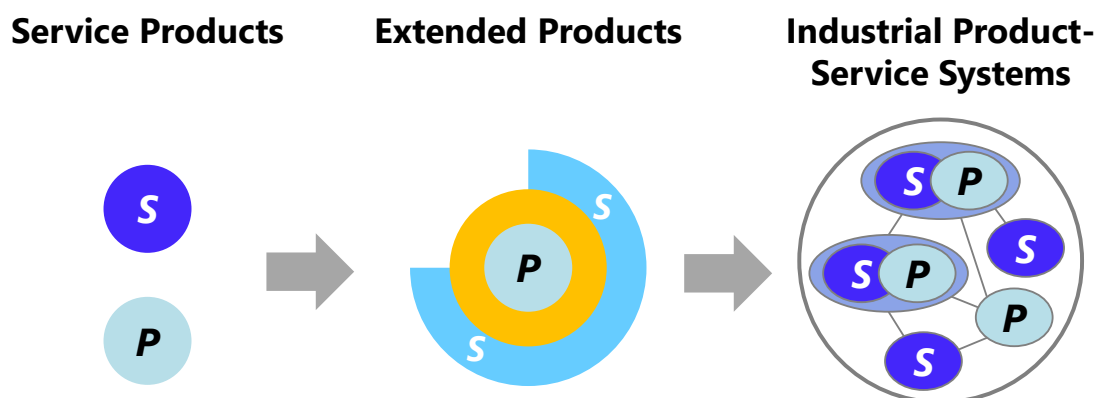 Service Products
Extended Products
Industrial Product-
Service Systems
S
P
S
P
S
S P
S
S P
P
S